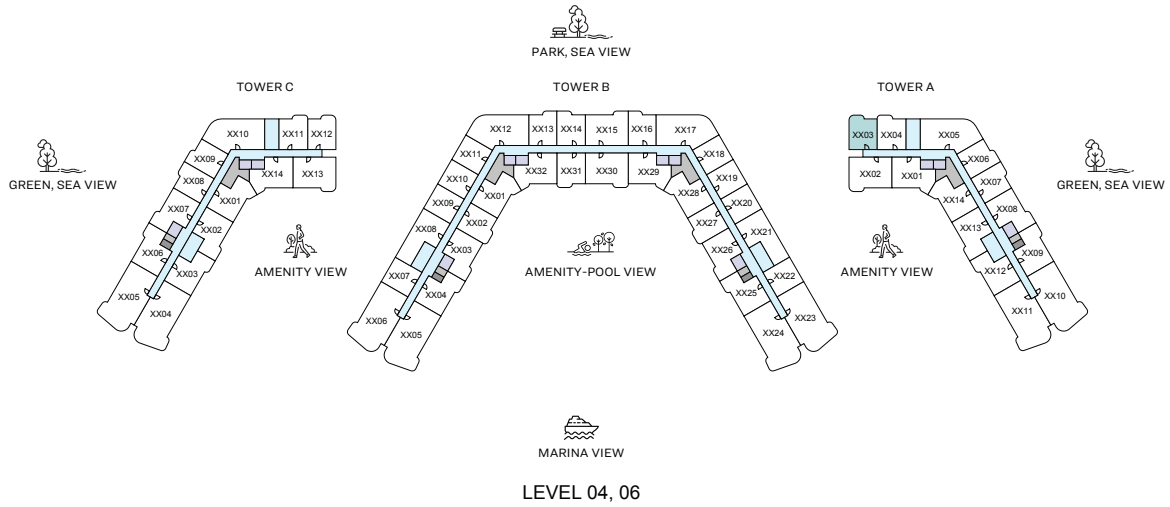 PARK, SEA VIEW
TOWER C
TOWER B
TOWER A
GREEN, SEA VIEW
XX10
XX11
XX12
XX09
XX14
XX13
XX08
XX01
XX07
XX02
XX06
XX03
XX05
XX04
AMENITY VIEW
XX12
XX13
XX14
XX15
XX16
XX17
XX11
XX32
XX31
XX30
XX29
XX18
XX10
XX01
XX28
XX19
XX09
XX02
XX27
XX20
XX08
XX03
XX26
XX21
XX07
XX04
XX25
XX22
XX06
XX05
XX24
XX23
AMENITY-POOL VIEW
XX03
XX04
XX05
XX02
XX01
XX06
XX14
XX07
XX13
XX08
XX12
XX09
XX11
XX10
AMENITY VIEW
GREEN, SEA VIEW
MARINA VIEW
LEVEL 04, 06